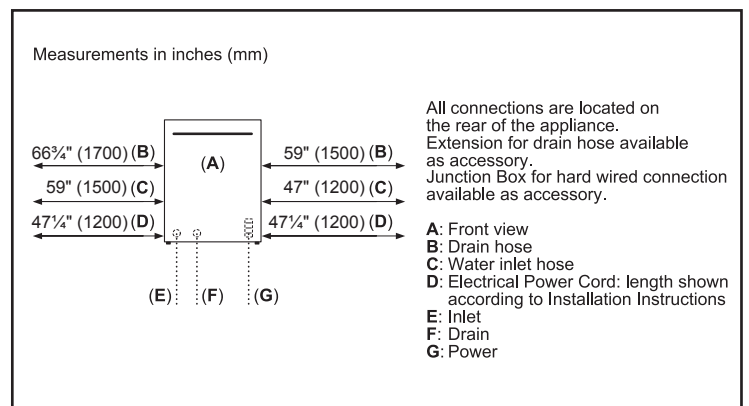 Measurements in inches (mm)
66¾" (1700) (B)
59" (1500) (C)
47¼" (1200) (D)
(A)
59" (1500) (B)
47" (1200) (C)
47¼" (1200) (D)
(E)
(F)
(G)
All connections are located on
the rear of the appliance.
Extension for drain hose available
as accessory.
Junction Box for hard wired connection
available as accessory.
A: Front view
B: Drain hose
C: Water inlet hose
D: Electrical Power Cord: length shown
according to Installation Instructions
E: Inlet
F: Drain
G: Power